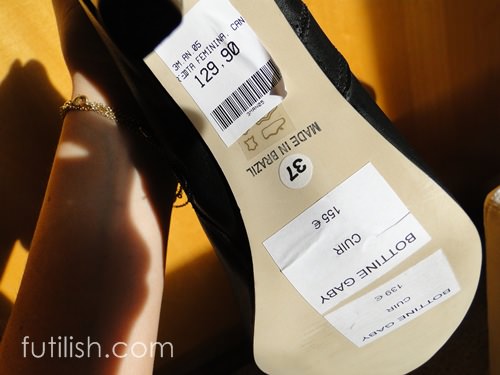 3M AN 05
BOTA FEMININA. CAN
129,90
MADE IN BRAZIL
37
BOTTINE GABY
CUIR
155 €
BOTTINE GABY
CUIR
139 €
futilish.com